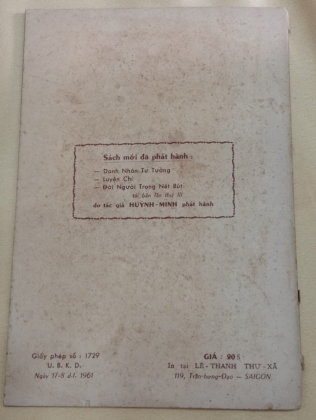 Sách mới đã phát hành :
— Danh Nhân Tư Tưởng
— Luyện Chí
— Đời Người Trong Nét Bút
tái bản lần thứ III
do tác giả HUỲNH-MINH phát hành
Giấy phép số : 1729
U. B. K. D.
Ngày 17-8 d.l. 1961
GIÁ : 20$
In tại LÊ-THANH THƯ-XÃ
119, Trần-hưng-Đạo — SAIGON